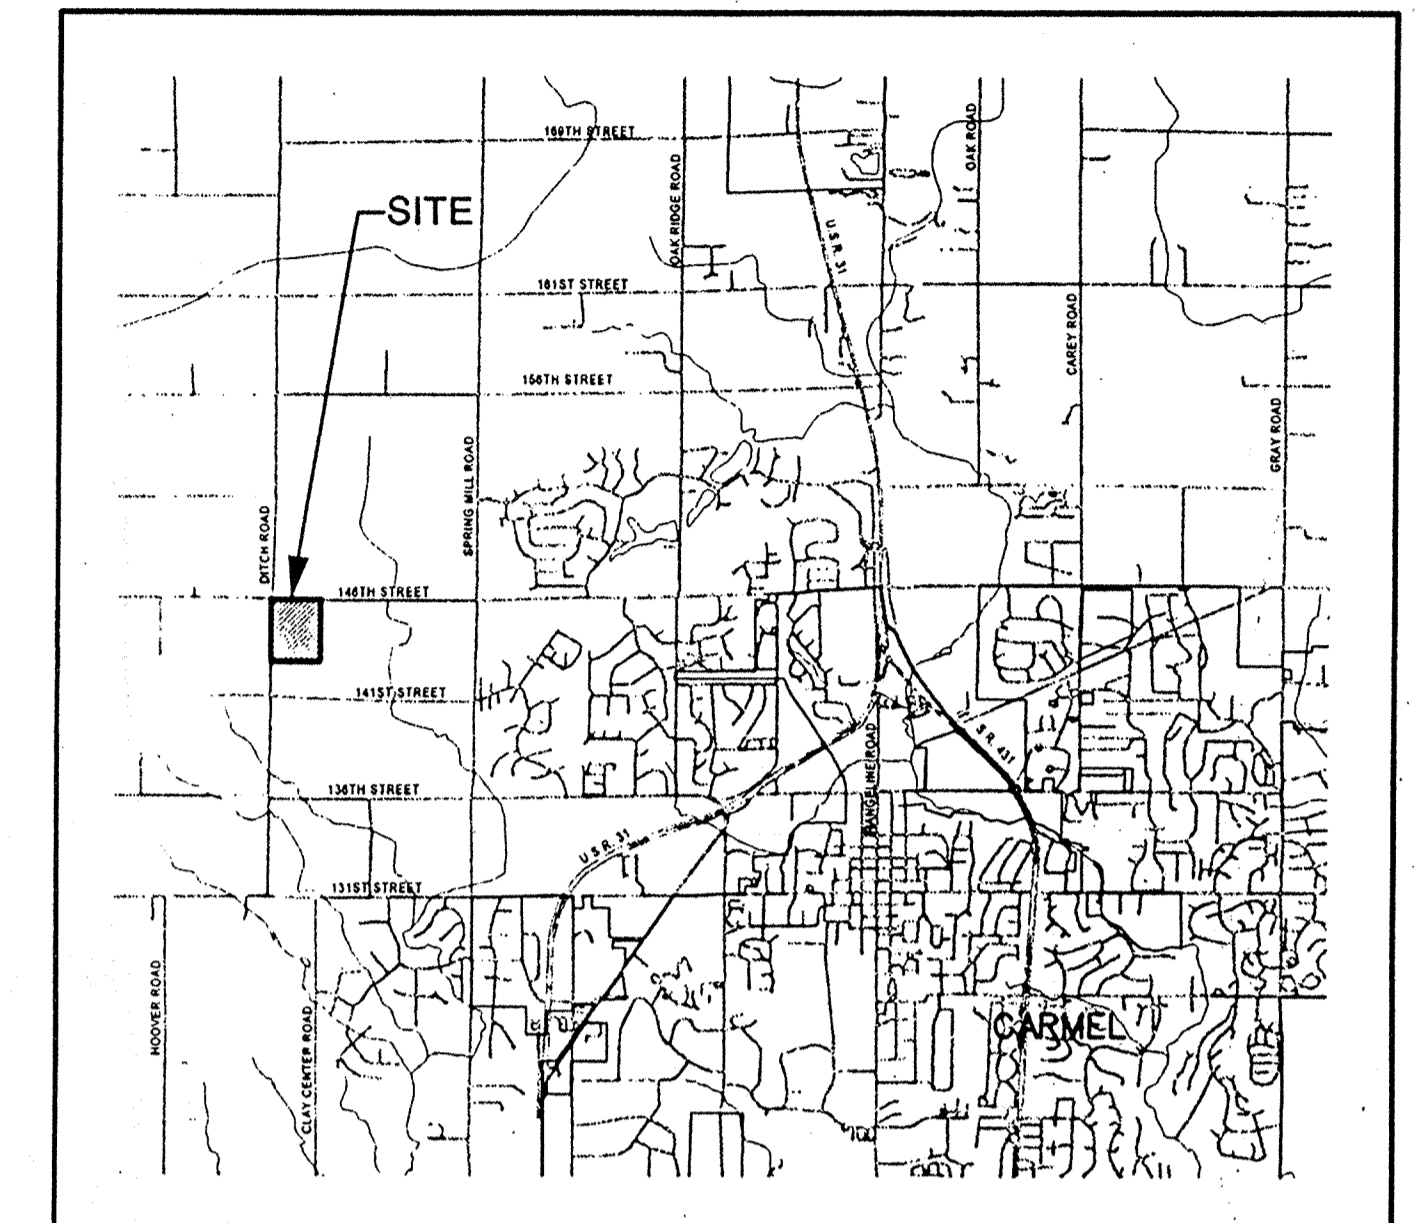 169TH STREET
OAK RIDGE ROAD
OAK ROAD
SITE
U.S.R. 31
161ST STREET
CAREY ROAD
156TH STREET
GRAY ROAD
SPRING MILL ROAD
DITCH ROAD
146TH STREET
141ST STREET
S.R. 431
RANGELINE ROAD
136TH STREET
U.S.R. 31
131ST STREET
HOOVER ROAD
CLAY CENTER ROAD
CARMEL